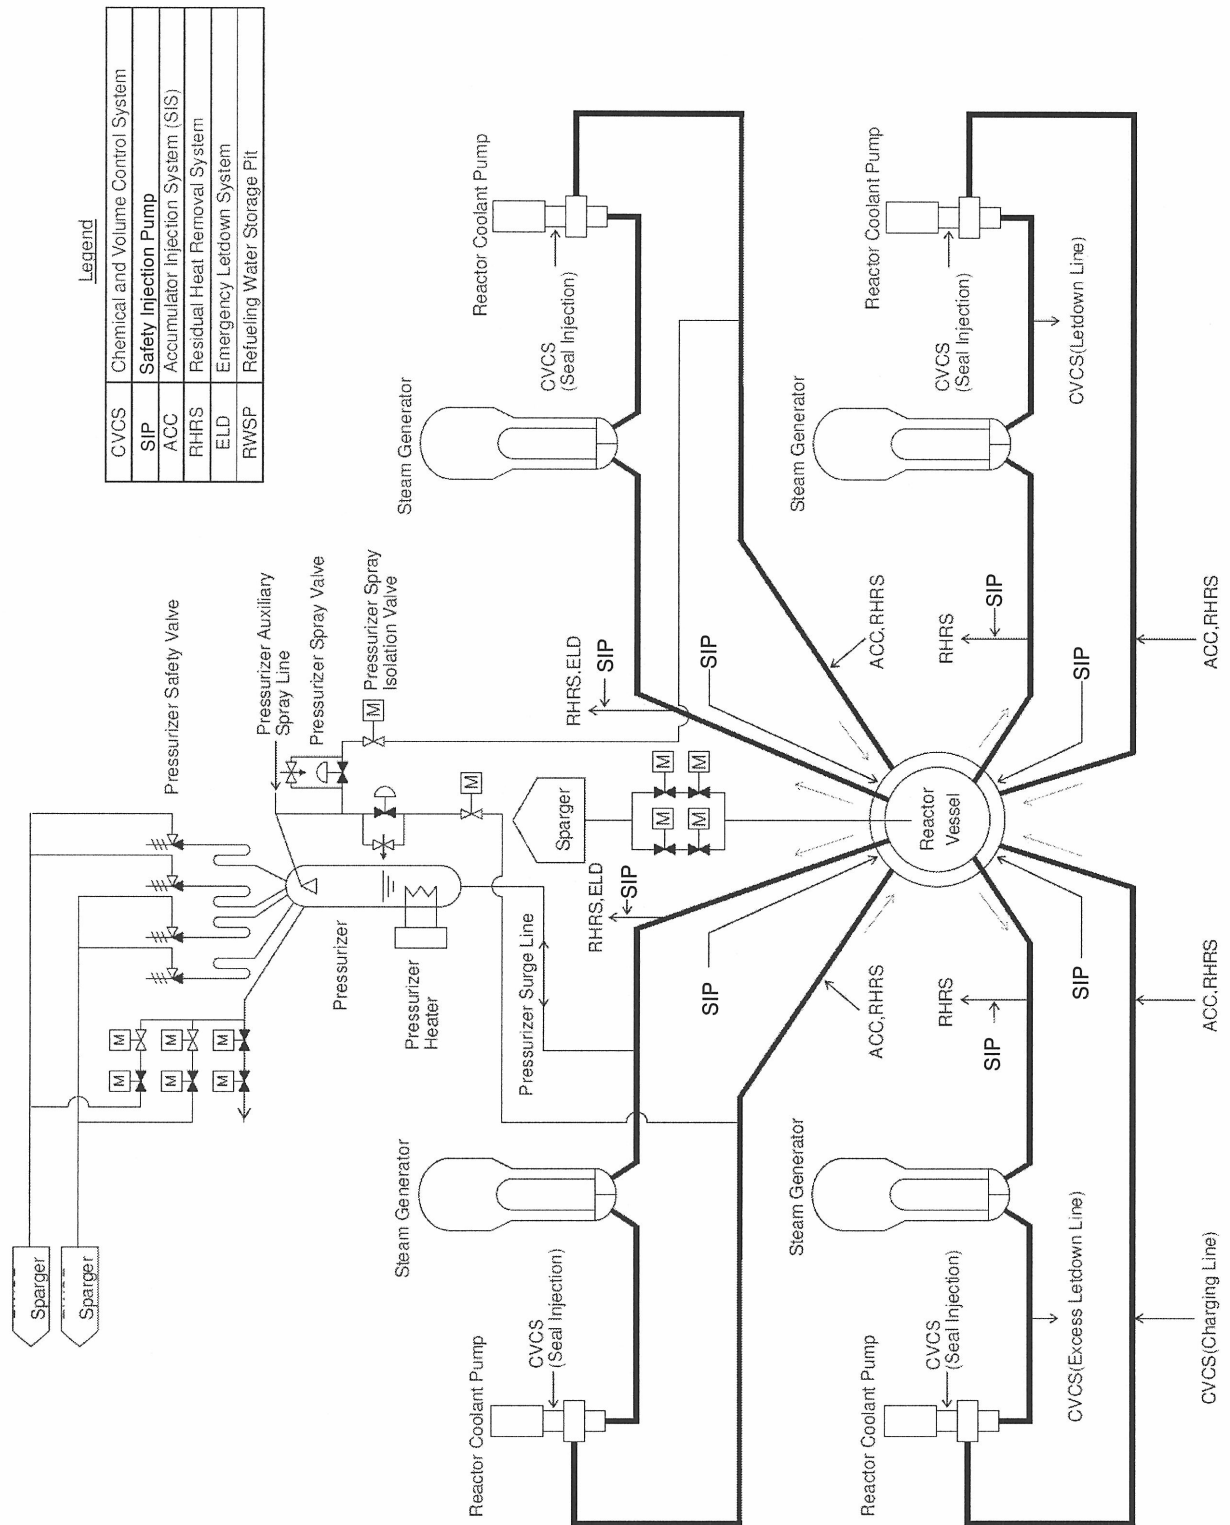 Legend
CVCS Chemical and Volume Control System
SIP Safety Injection Pump
ACC Accumulator Injection System (SIS)
RHRS Residual Heat Removal System
ELD Emergency Letdown System
RWSP Refueling Water Storage Pit
Sparger
Sparger
Pressurizer Safety Valve
M
M
M
M
M
M
Pressurizer Auxiliary
Spray Line
Pressurizer Spray Valve
Pressurizer Spray
Isolation Valve
M
M
Pressurizer
Pressurizer
Heater
Pressurizer Surge Line
Sparger
M
M
M
M
Steam Generator
Steam Generator
Reactor Coolant Pump
Reactor Coolant Pump
CVCS
(Seal Injection)
CVCS
(Seal Injection)
RHRS,ELD
SIP
RHRS,ELD
SIP
SIP
SIP
ACC,RHRS
ACC,RHRS
Reactor
Vessel
Steam Generator
Steam Generator
Reactor Coolant Pump
Reactor Coolant Pump
CVCS
(Seal Injection)
CVCS
(Seal Injection)
RHRS
SIP
RHRS
SIP
CVCS(Excess Letdown Line)
SIP
SIP
CVCS(Letdown Line)
CVCS(Charging Line)
ACC,RHRS
ACC,RHRS